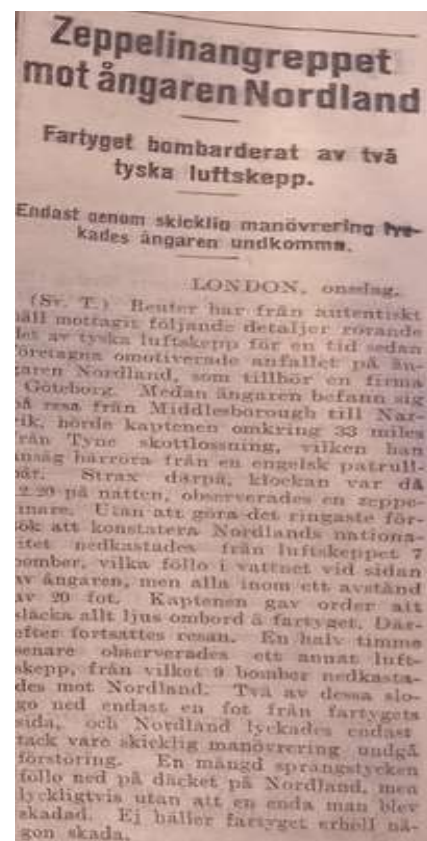 Zeppelinangreppet
mot ångaren Nordland
Fartyget bombarderat av två
tyska luftskepp.
Endast genom skicklig manövrering lyc-
kades ångaren undkomma.
LONDON, onsdag.
(Sv. T.) Reuter har från autentiskt
håll mottagit följande detaljer rörande
det av tyska luftskepp för en tid sedan
företagna omotiverade anfallet på ån-
garen Nordland, som tillhör en firma
i Göteborg. Medan ångaren befann sig
på resa från Middlesborough till Nar-
vik, hörde kaptenen omkring 33 miles
från Tyne skottlossning, vilken han
ansåg härröra från en engelsk patrull-
båt. Strax därpå, klockan var då
2.20 på natten, observerades en zeppe-
linare. Utan att göra det ringaste för-
sök att konstatera Nordlands nationa-
litet nedkastades från luftskeppet 7
bomber, vilka föllo i vattnet vid sidan
av ångaren, men alla inom ett avstånd
av 20 fot. Kaptenen gav order att
släcka allt ljus ombord å fartyget. Där-
efter fortsattes resan. En halv timme
senare observerades ett annat luft-
skepp, från vilket 9 bomber nedkasta-
des mot Nordland. Två av dessa slo-
go ned endast en fot från fartygets
sida, och Nordland lyckades endast
tack vare skicklig manövrering undgå
förstöring. En mängd sprängstycken
föllo ned på däcket på Nordland, men
lyckligtvis utan att en enda man blev
skadad. Ej häller fartyget erhöll nå-
gon skada.